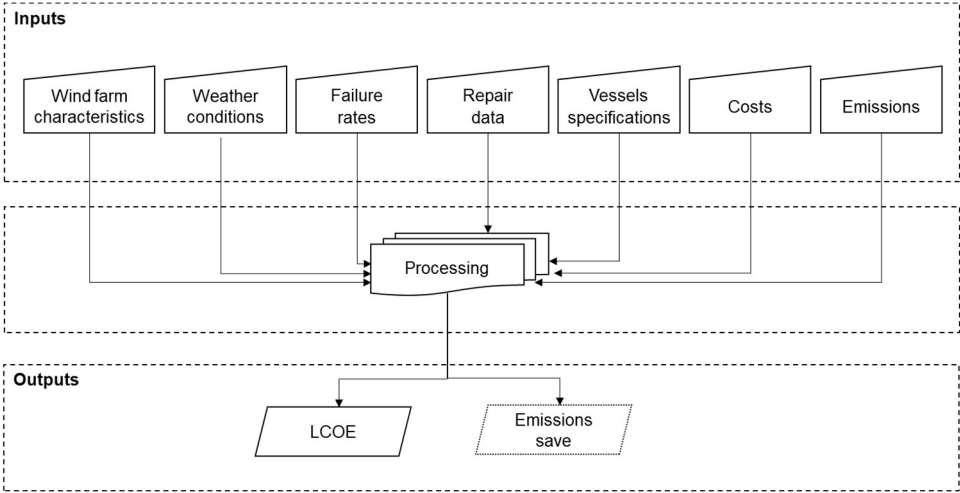 Inputs
Wind farm
characteristics
Weather
conditions
Failure
rates
Repair
data
Vessels
specifications
Costs
Emissions
Processing
Outputs
LCOE
Emissions
save